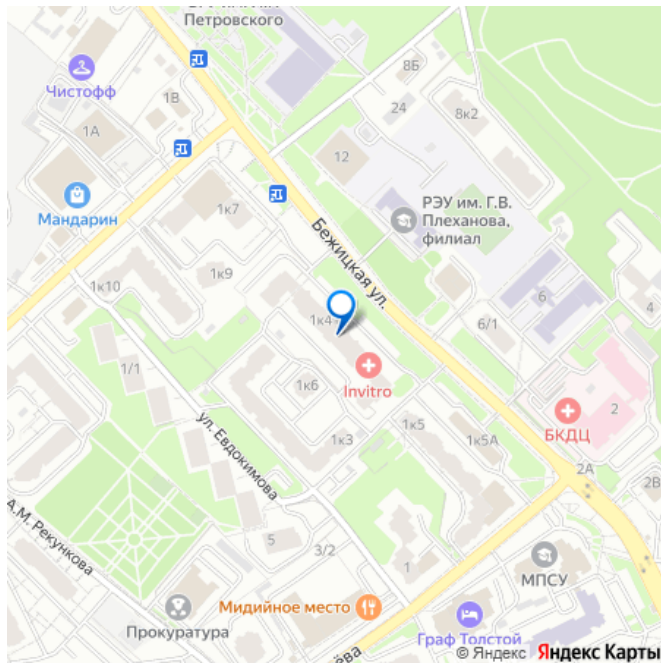 Петровского
8Б
Чистофф
1В
24
8к2
1А
12
Мандарин
РЭУ им. Г.В.
Плеханова,
филиал
1к7
Бежицкая ул.
1к9
1к10
6
4
1к4
6/1
1/1
1к6
Invitro
2
БКДЦ
1к5
1к5А
1к3
ул. Евдокимова
2А
2В
А.М. Рекункова
5
3/2
1
МПСУ
Мидийное место
Прокуратура
Граф Толстой
© Яндекс
Яндекс Карты